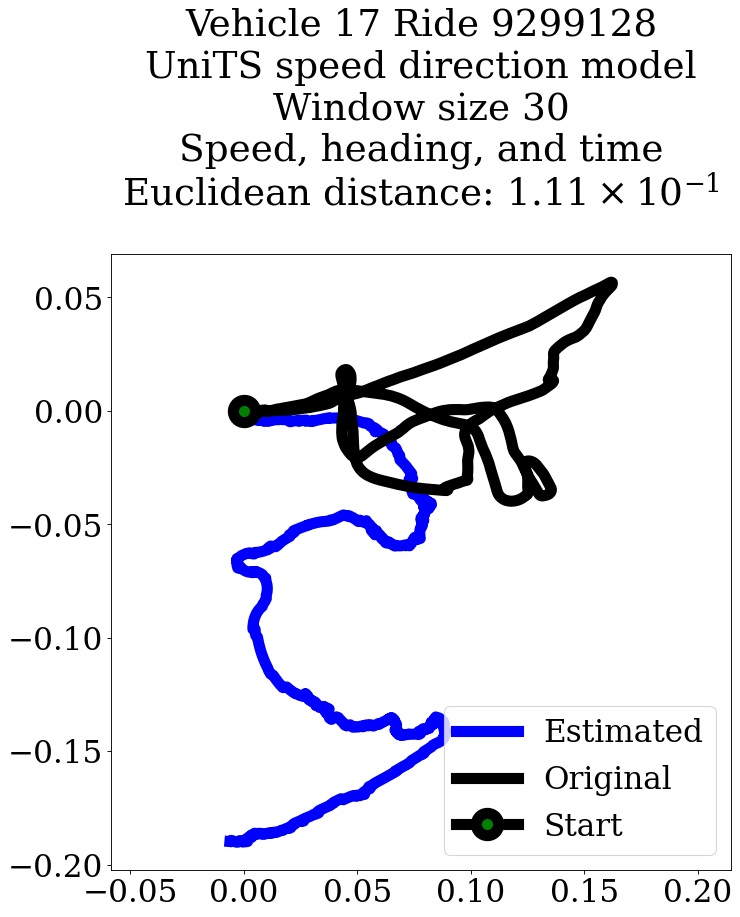 Vehicle 17 Ride 9299128
UniTS speed direction model
Window size 30
Speed, heading, and time
Euclidean distance: 1.11 × 10⁻¹
0.05
0.00
−0.05
−0.10
−0.15
−0.20
−0.05 0.00 0.05 0.10 0.15 0.20
Estimated
Original
Start